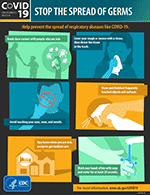 COVID
19
STOP THE SPREAD OF GERMS
Help prevent the spread of respiratory diseases like COVID-19.
Avoid close contact with people who are sick.
Cover your cough or sneeze with a tissue,
then throw the tissue
in the trash.
Avoid touching your eyes, nose, and mouth.
Clean and disinfect frequently
touched objects and surfaces.
Stay home when you are sick,
except to get medical care.
Wash your hands often with soap
and water for at least 20 seconds.
CDC
For more information: www.cdc.gov/COVID19